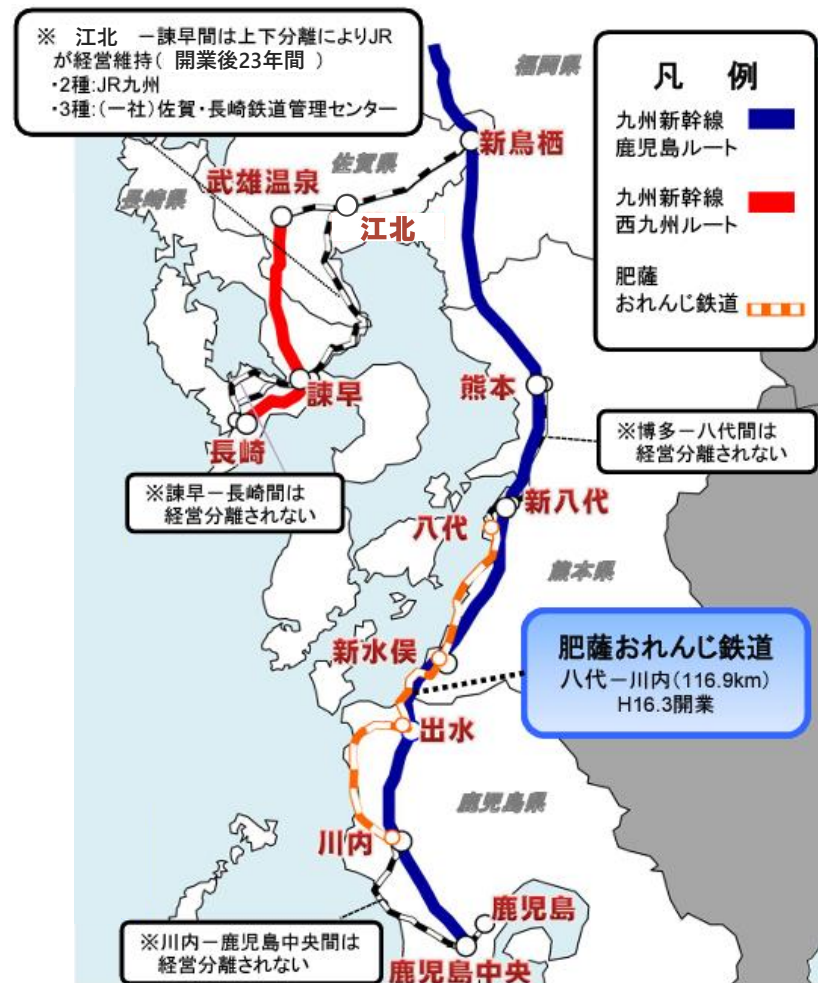 ※ 江北 －諫早間は上下分離によりJR
が経営維持( 開業後23年間 )
・2種:JR九州
・3種:(一社)佐賀・長崎鉄道管理センター
福岡県
凡 例
九州新幹線
鹿児島ルート
九州新幹線
西九州ルート
肥薩
おれんじ鉄道
新鳥栖
佐賀県
武雄温泉
長崎県
江北
諫早
長崎
熊本
※博多－八代間は
経営分離されない
※諫早－長崎間は
経営分離されない
新八代
八代
熊本県
新水俣
肥薩おれんじ鉄道
八代－川内(116.9km)
H16.3開業
出水
鹿児島県
川内
鹿児島
※川内－鹿児島中央間は
経営分離されない
鹿児島中央